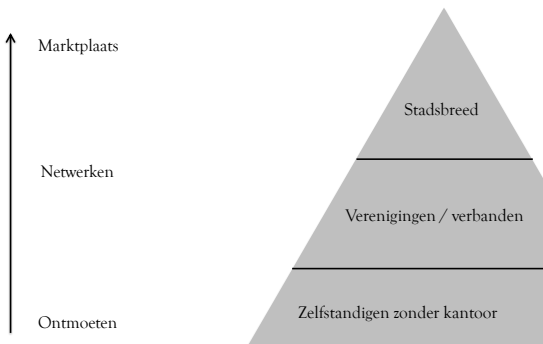 Marktplaats
Stadsbreed
Netwerken
Verenigingen / verbanden
Zelfstandigen zonder kantoor
Ontmoeten